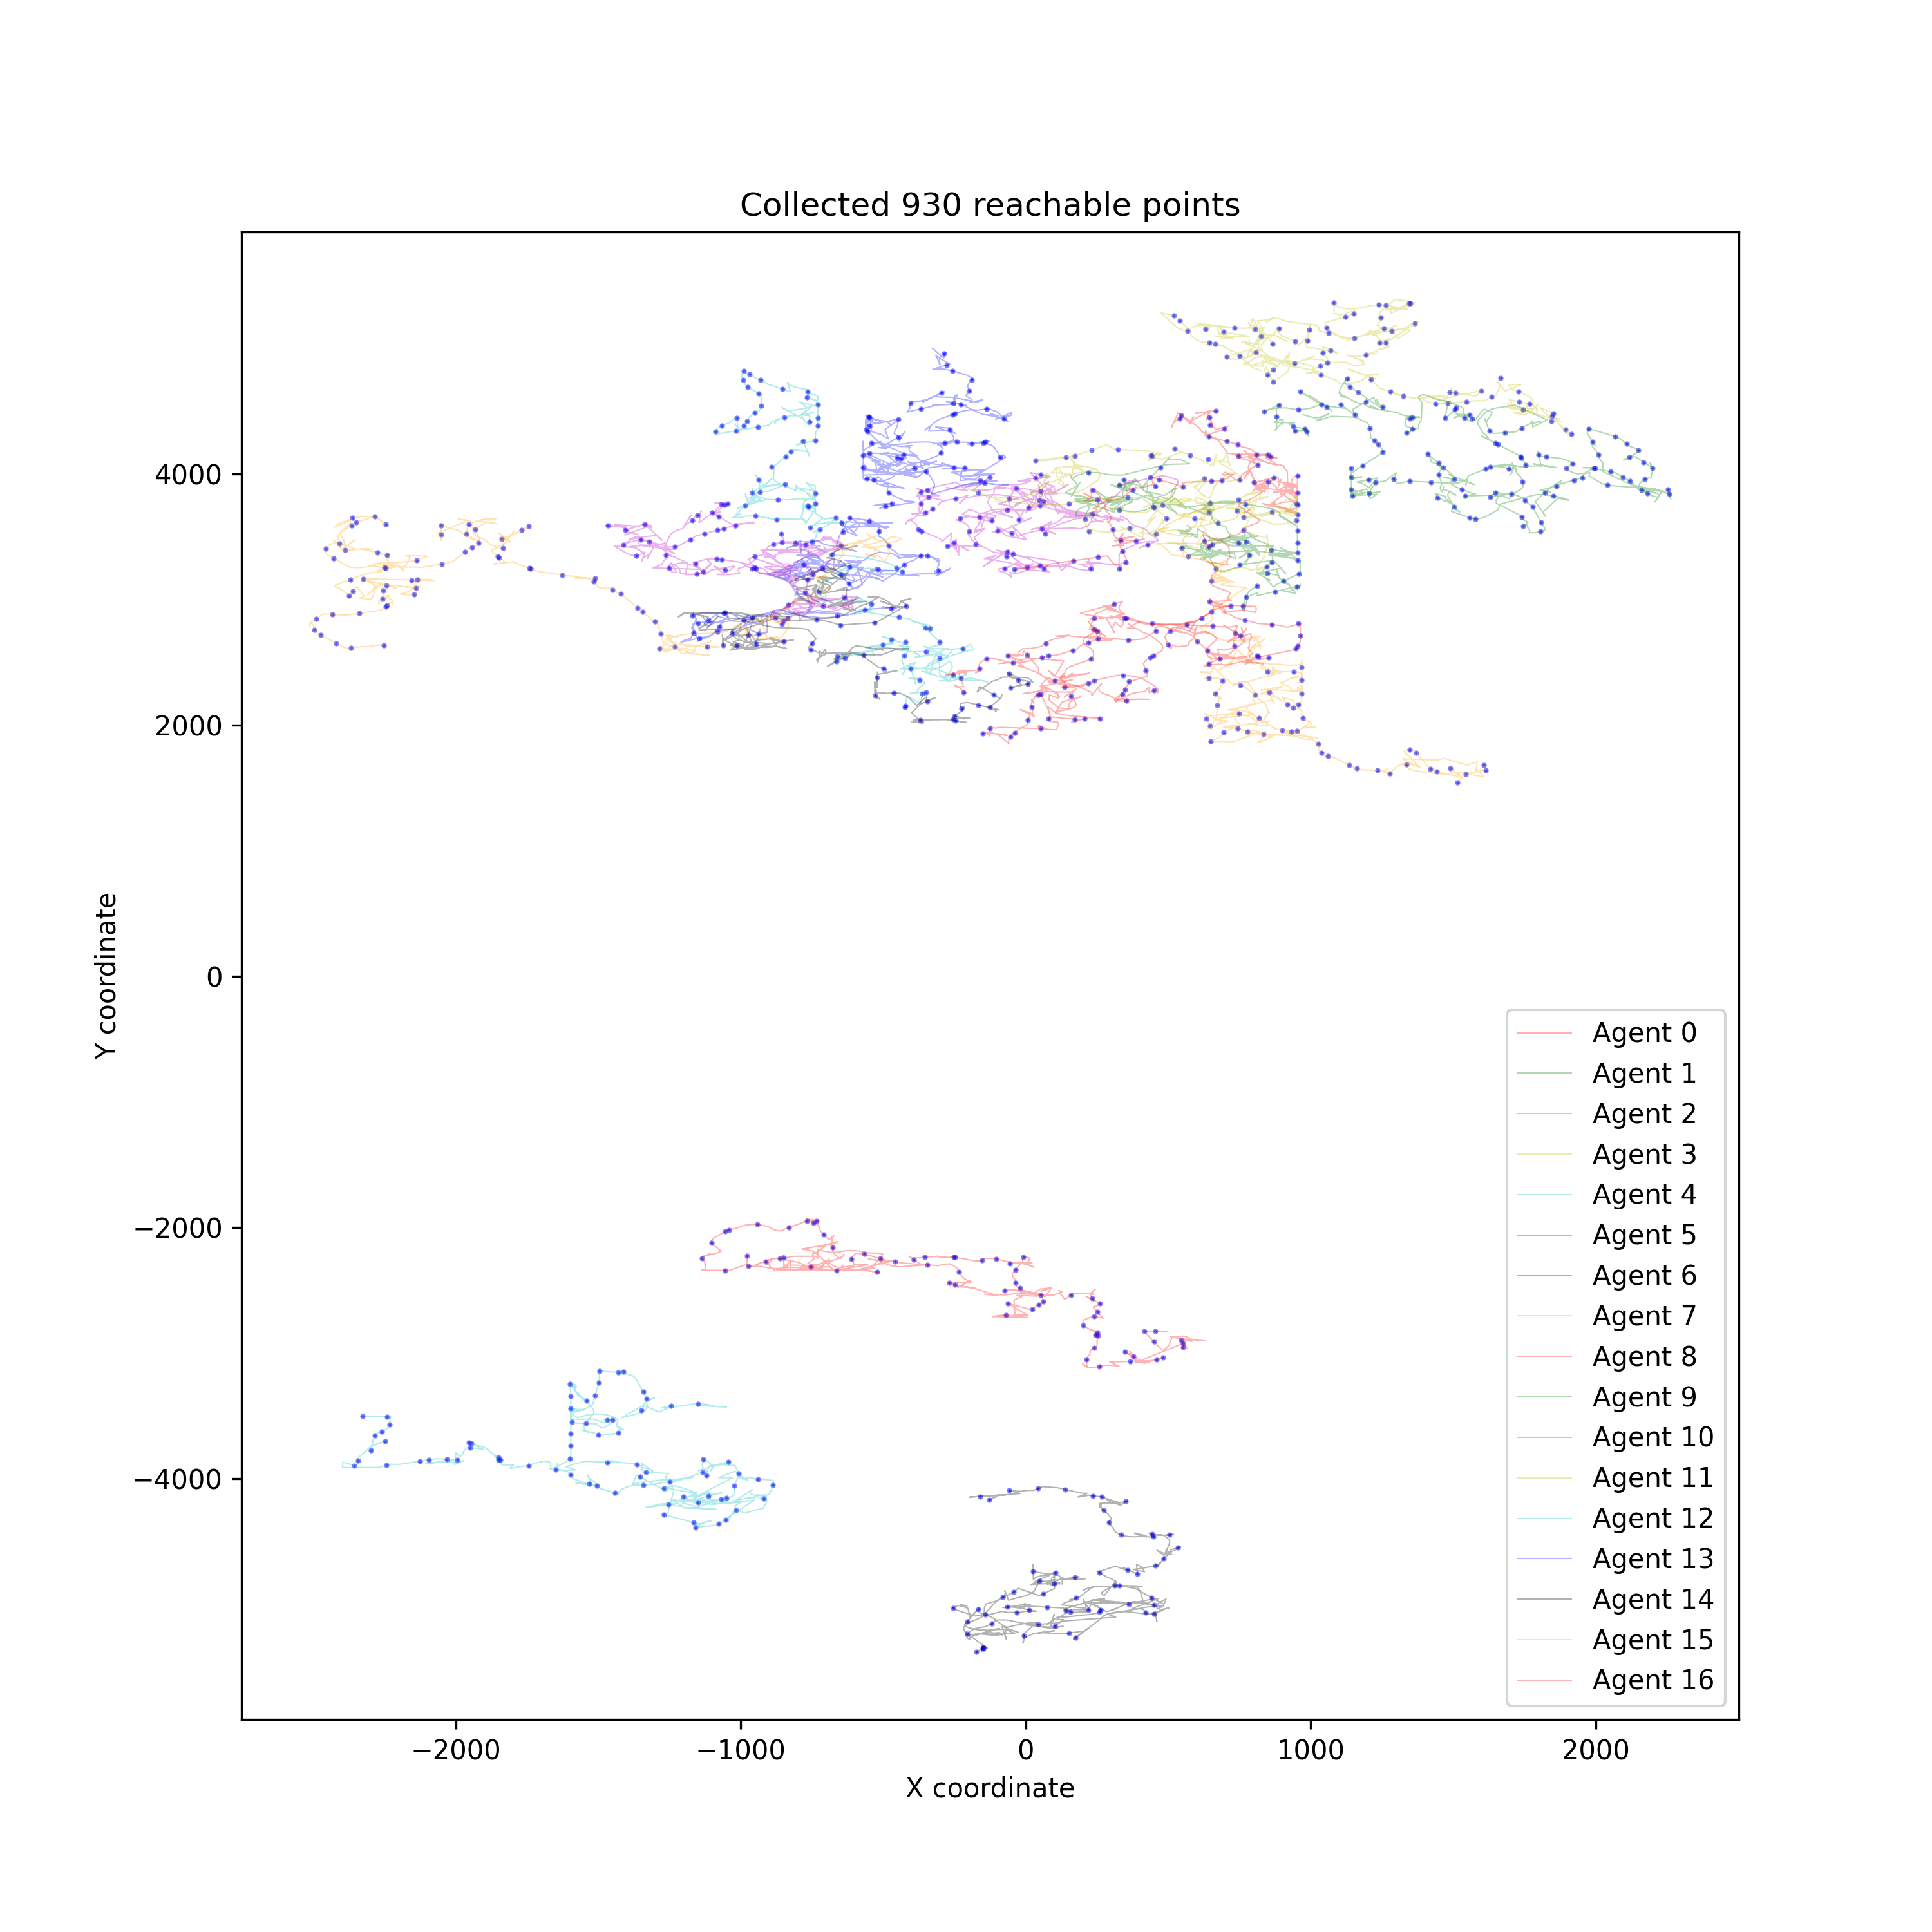 Collected 930 reachable points
Y coordinate
4000
2000
0
−2000
−4000
−2000
−1000
0
1000
2000
X coordinate
Agent 0
Agent 1
Agent 2
Agent 3
Agent 4
Agent 5
Agent 6
Agent 7
Agent 8
Agent 9
Agent 10
Agent 11
Agent 12
Agent 13
Agent 14
Agent 15
Agent 16